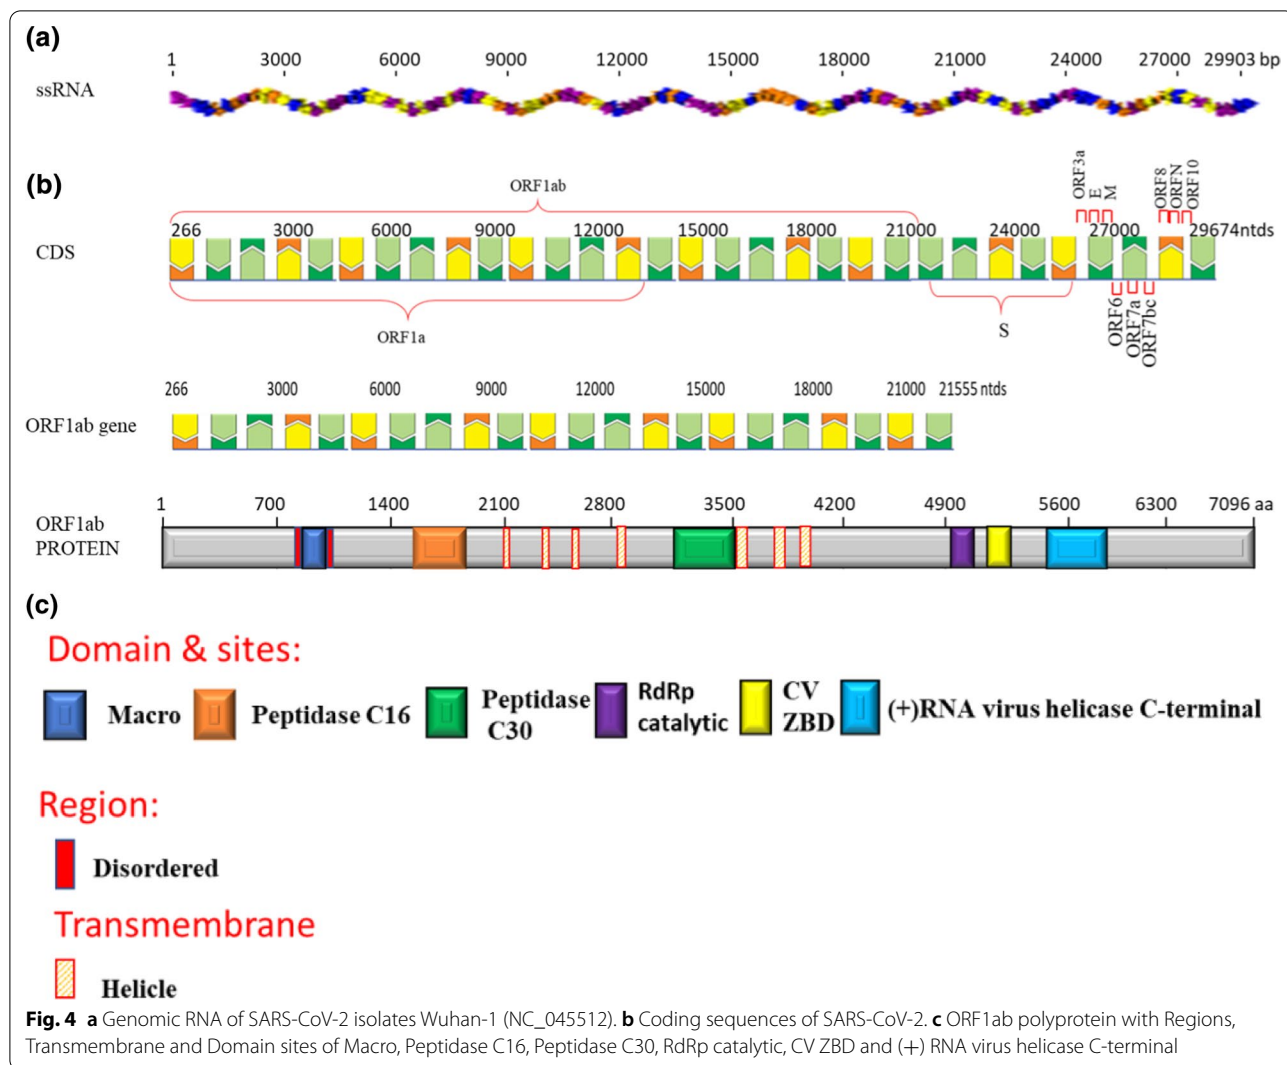 (a)
1 3000 6000 9000 12000 15000 18000 21000 24000 27000 29903 bp
ssRNA
(b)
ORF1ab
ORF3a
E
M
ORF8
ORFN
ORF10
266 3000 6000 9000 12000 15000 18000 21000 24000 27000 29674ntds
CDS
ORF1a
S
ORF6
ORF7a
ORF7bc
266 3000 6000 9000 12000 15000 18000 21000 21555 ntds
ORF1ab gene
1 700 1400 2100 2800 3500 4200 4900 5600 6300 7096 aa
ORF1ab
PROTEIN
(c)
Domain & sites:
Macro
Peptidase C16
Peptidase
C30
RdRp
catalytic
CV
ZBD
(+)RNA virus helicase C-terminal
Region:
Disordered
Transmembrane
Helicle
Fig. 4 a Genomic RNA of SARS-CoV-2 isolates Wuhan-1 (NC_045512). b Coding sequences of SARS-CoV-2. c ORF1ab polyprotein with Regions,
Transmembrane and Domain sites of Macro, Peptidase C16, Peptidase C30, RdRp catalytic, CV ZBD and (+) RNA virus helicase C-terminal